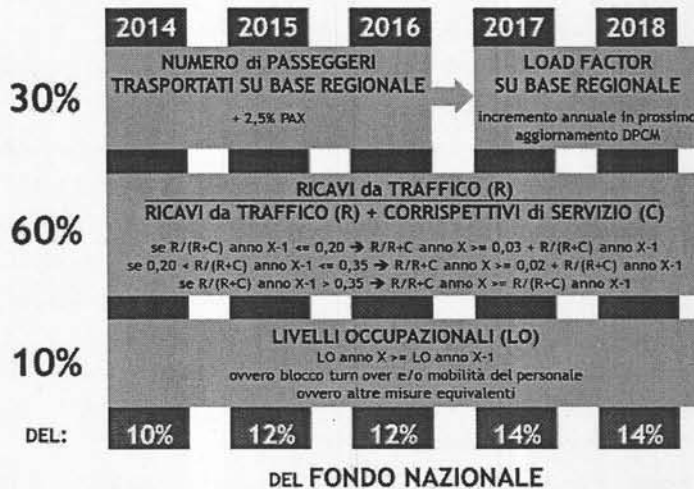 2014 2015 2016 2017 2018
30%
NUMERO di PASSEGGERI
TRASPORTATI SU BASE REGIONALE
+ 2,5% PAX
LOAD FACTOR
SU BASE REGIONALE
incremento annuale in prossimo
aggiornamento DPCM
60%
RICAVI da TRAFFICO (R)
RICAVI da TRAFFICO (R) + CORRISPETTIVI di SERVIZIO (C)
se R/(R+C) anno X-1 <= 0,20 → R/R+C anno X >= 0,03 + R/(R+C) anno X-1
se 0,20 < R/(R+C) anno X-1 <= 0,35 → R/R+C anno X >= 0,02 + R/(R+C) anno X-1
se R/(R+C) anno X-1 > 0,35 → R/R+C anno X >= R/(R+C) anno X-1
10%
LIVELLI OCCUPAZIONALI (LO)
LO anno X >= LO anno X-1
ovvero blocco turn over e/o mobilità del personale
ovvero altre misure equivalenti
DEL: 10% 12% 12% 14% 14%
DEL FONDO NAZIONALE